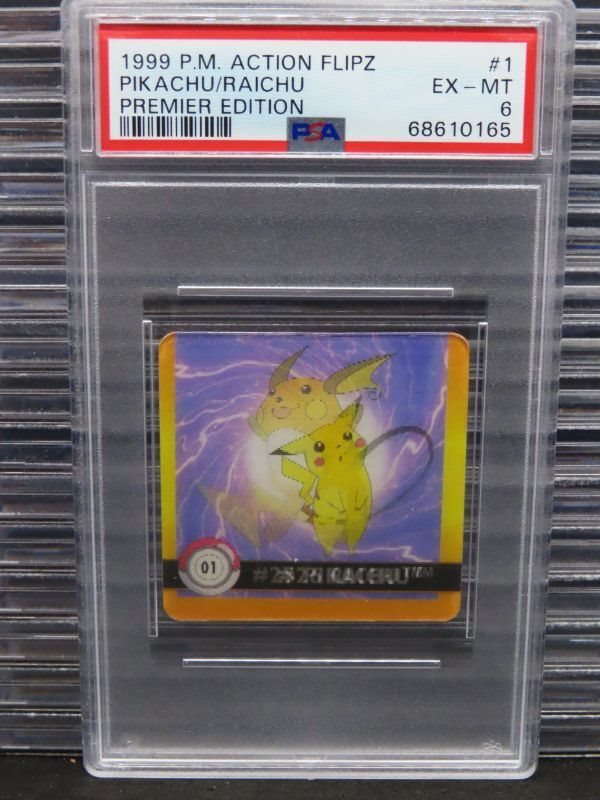 1999 P.M. ACTION FLIPZ #1
PIKACHU/RAICHU EX - MT
PREMIER EDITION 6
PSA 68610165
01